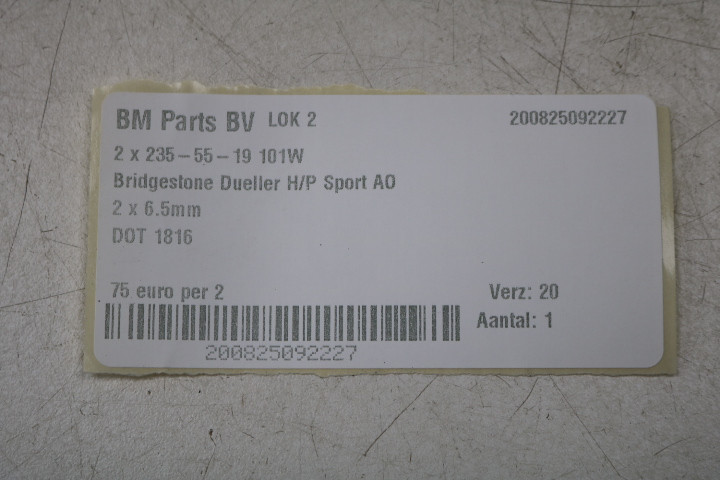 BM Parts BV LOK 2 200825092227
2 x 235-55-19 101W
Bridgestone Dueller H/P Sport AO
2 x 6.5mm
DOT 1816
75 euro per 2 Verz: 20
Aantal: 1
200825092227